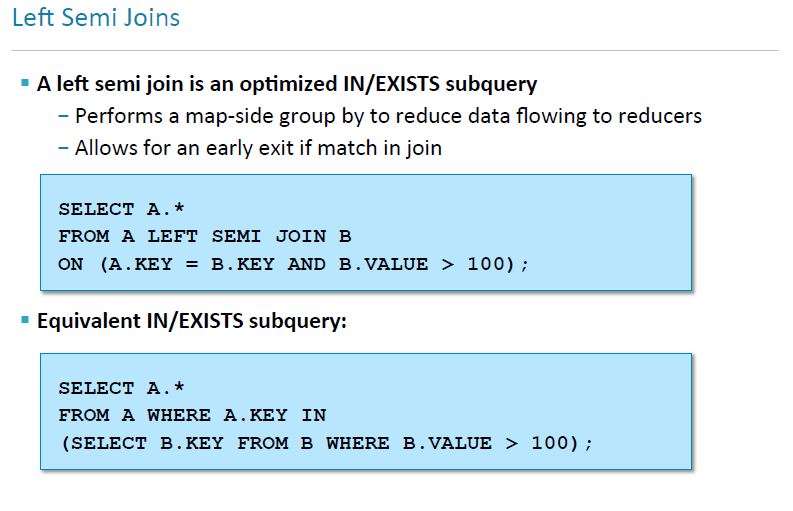 Left Semi Joins
▪ A left semi join is an optimized IN/EXISTS subquery
– Performs a map-side group by to reduce data flowing to reducers
– Allows for an early exit if match in join
SELECT A.*
FROM A LEFT SEMI JOIN B
ON (A.KEY = B.KEY AND B.VALUE > 100);
▪ Equivalent IN/EXISTS subquery:
SELECT A.*
FROM A WHERE A.KEY IN
(SELECT B.KEY FROM B WHERE B.VALUE > 100);